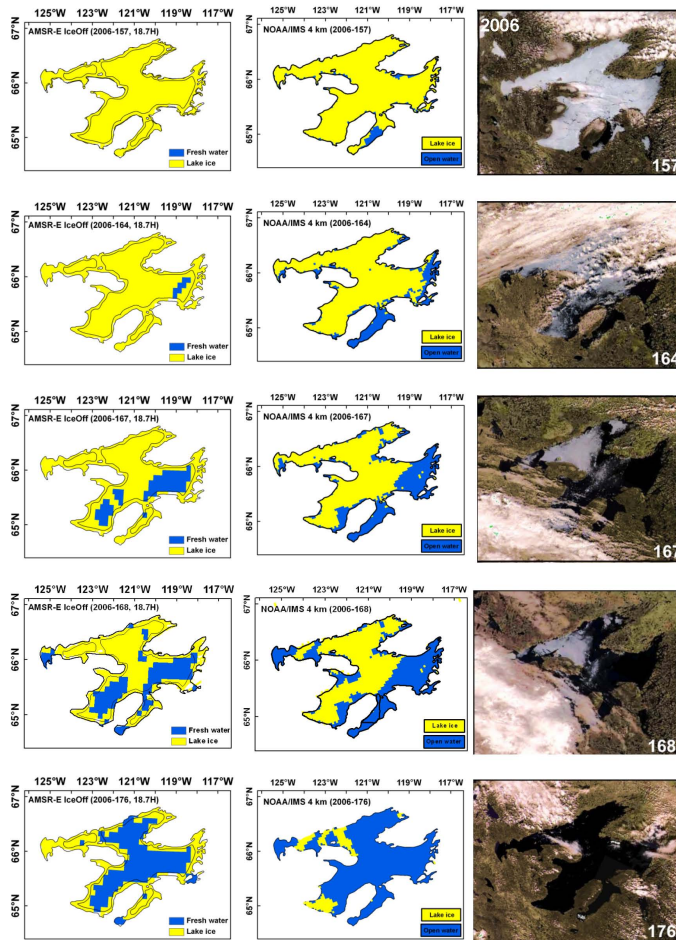 125°W 123°W 121°W 119°W 117°W
125°W 123°W 121°W 119°W 117°W
67°N
66°N
65°N
AMSR-E IceOff (2006-157, 18.7H)
Fresh water
Lake ice
67°N
66°N
65°N
NOAA/IMS 4 km (2006-157)
Lake ice
Open water
2006
157
125°W 123°W 121°W 119°W 117°W
125°W 123°W 121°W 119°W 117°W
67°N
66°N
65°N
AMSR-E IceOff (2006-164, 18.7H)
Fresh water
Lake ice
67°N
66°N
65°N
NOAA/IMS 4 km (2006-164)
Lake ice
Open water
164
125°W 123°W 121°W 119°W 117°W
125°W 123°W 121°W 119°W 117°W
67°N
66°N
65°N
AMSR-E IceOff (2006-167, 18.7H)
Fresh water
Lake ice
67°N
66°N
65°N
NOAA/IMS 4 km (2006-167)
Lake ice
Open water
167
125°W 123°W 121°W 119°W 117°W
125°W 123°W 121°W 119°W 117°W
67°N
66°N
65°N
AMSR-E IceOff (2006-168, 18.7H)
Fresh water
Lake ice
67°N
66°N
65°N
NOAA/IMS 4 km (2006-168)
Lake ice
Open water
168
125°W 123°W 121°W 119°W 117°W
125°W 123°W 121°W 119°W 117°W
67°N
66°N
65°N
AMSR-E IceOff (2006-176, 18.7H)
Fresh water
Lake ice
67°N
66°N
65°N
NOAA/IMS 4 km (2006-176)
Lake ice
Open water
176